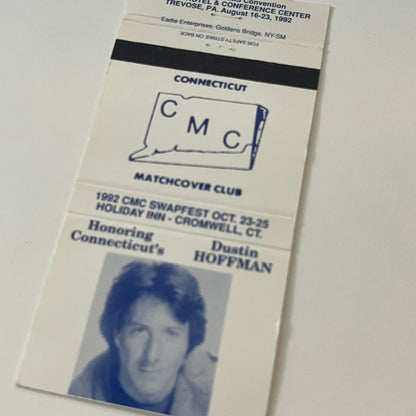 Convention
HOTEL & CONFERENCE CENTER
TREVOSE, PA. August 16-23, 1992
Eadie Enterprises, Goldens Bridge, NY-SM
FOR SAFETY STRIKE ON BACK
CONNECTICUT
C M C
MATCHCOVER CLUB
1992 CMC SWAPFEST OCT. 23-25
HOLIDAY INN - CROMWELL, CT.
Honoring
Connecticut's
Dustin
HOFFMAN